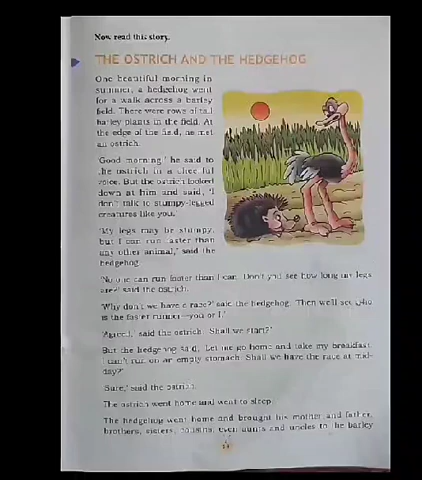 Now read this story.
THE OSTRICH AND THE HEDGEHOG
One beautiful morning in
summer, a hedgehog went
for a walk across a barley
field. There were rows of tall
barley plants in the field. At
the edge of the field, he met
an ostrich.
'Good morning,' he said to
the ostrich in a cheerful
voice. But the ostrich looked
down at him and said, 'I
don't talk to stumpy-legged
creatures like you.'
'My legs may be stumpy,
but I can run faster than
any other animal,' said the
hedgehog.
'No one can run faster than I can. Don't you see how long my legs
are?' said the ostrich.
'Why don't we have a race?' said the hedgehog. 'Then we'll see who
is the faster runner—you or I.'
'Agreed,' said the ostrich. 'Shall we start?'
But the hedgehog said, 'Let me go home and take my breakfast.
I can't run on an empty stomach. Shall we have the race at mid-
day?'
'Sure,' said the ostrich.
The ostrich went home and went to sleep.
The hedgehog went home and brought his mother and father,
brothers, sisters, cousins, even aunts and uncles to the barley